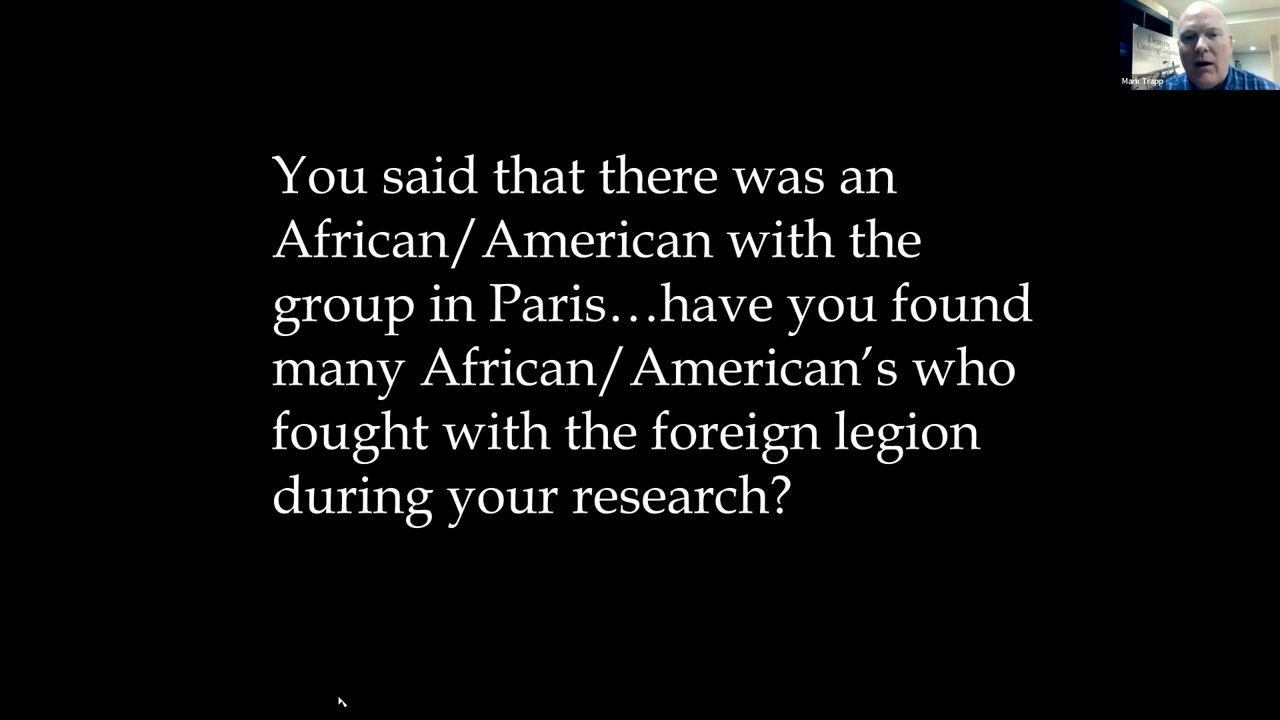 Mark Trapp
You said that there was an
African/American with the
group in Paris…have you found
many African/American’s who
fought with the foreign legion
during your research?